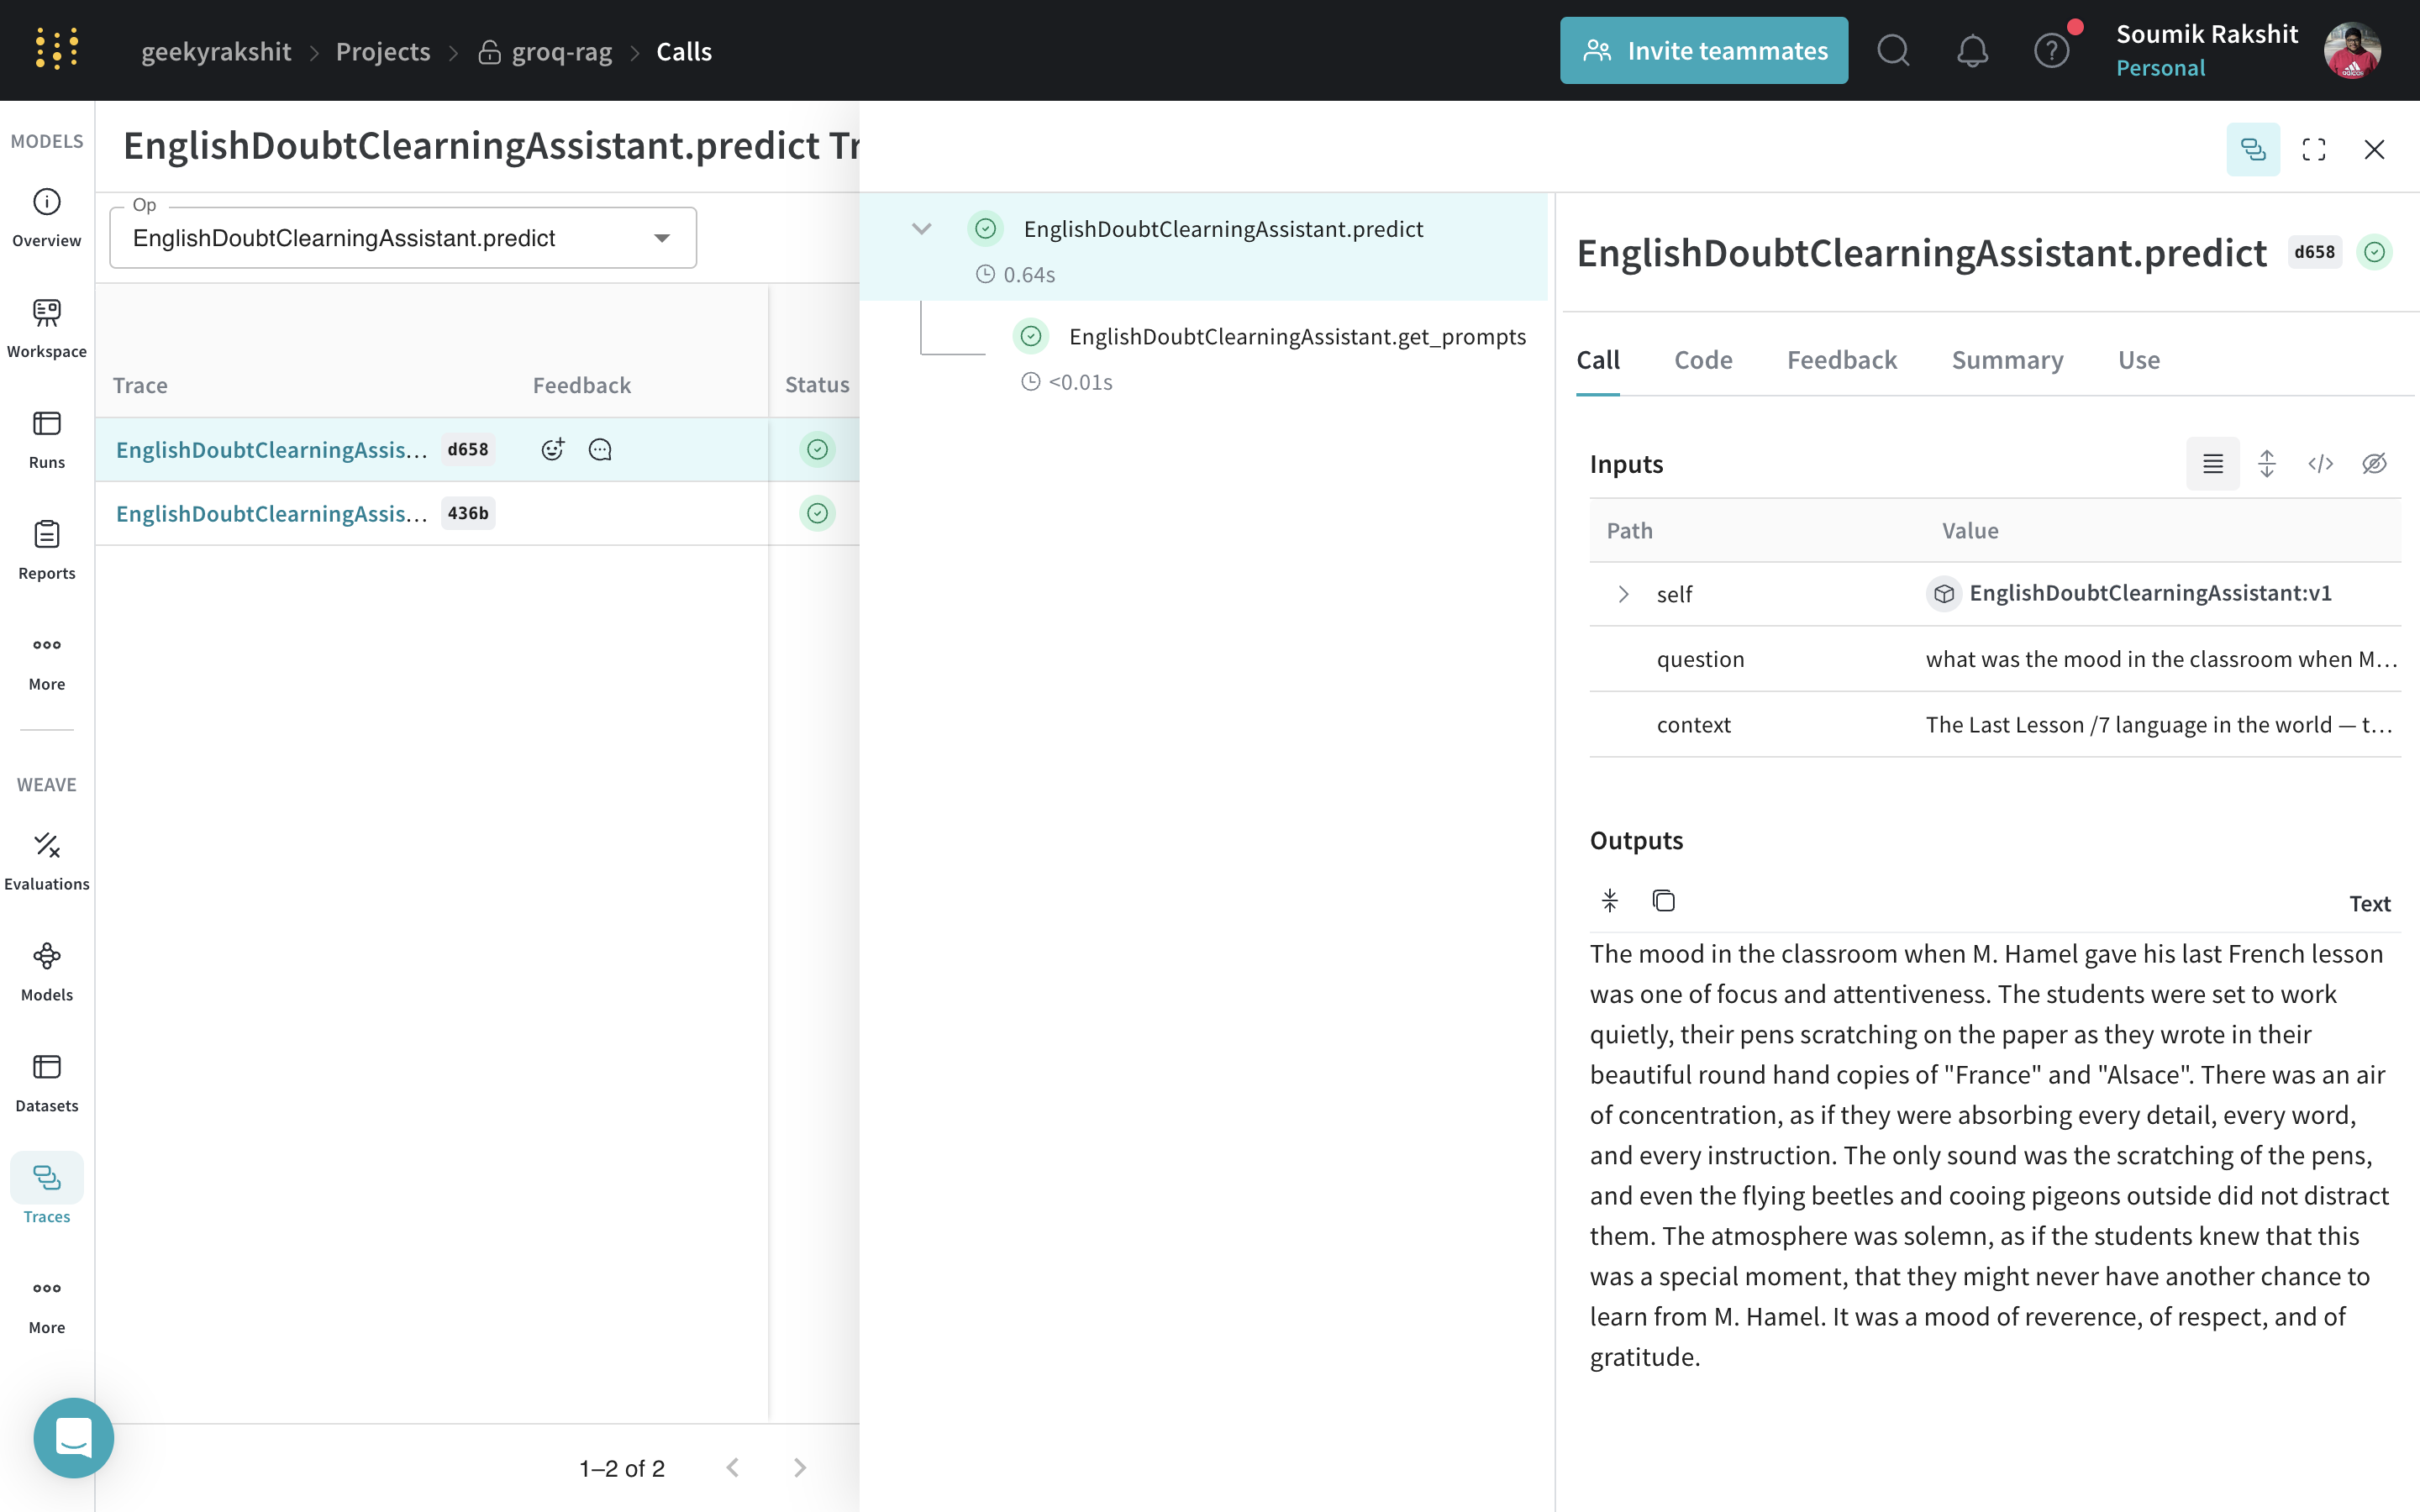 geekyrakshit > Projects > groq-rag > Calls
Invite teammates
Soumik Rakshit
Personal
MODELS
Overview
Workspace
Runs
Reports
More
WEAVE
Evaluations
Models
Datasets
Traces
More
EnglishDoubtClearningAssistant.predict Tr
Op
EnglishDoubtClearningAssistant.predict
Trace Feedback Status
EnglishDoubtClearningAssis... d658
EnglishDoubtClearningAssis... 436b
1–2 of 2
EnglishDoubtClearningAssistant.predict
0.64s
EnglishDoubtClearningAssistant.get_prompts
<0.01s
EnglishDoubtClearningAssistant.predict d658
Call Code Feedback Summary Use
Inputs
Path Value
self EnglishDoubtClearningAssistant:v1
question what was the mood in the classroom when M...
context The Last Lesson /7 language in the world — t...
Outputs
Text
The mood in the classroom when M. Hamel gave his last French lesson
was one of focus and attentiveness. The students were set to work
quietly, their pens scratching on the paper as they wrote in their
beautiful round hand copies of "France" and "Alsace". There was an air
of concentration, as if they were absorbing every detail, every word,
and every instruction. The only sound was the scratching of the pens,
and even the flying beetles and cooing pigeons outside did not distract
them. The atmosphere was solemn, as if the students knew that this
was a special moment, that they might never have another chance to
learn from M. Hamel. It was a mood of reverence, of respect, and of
gratitude.